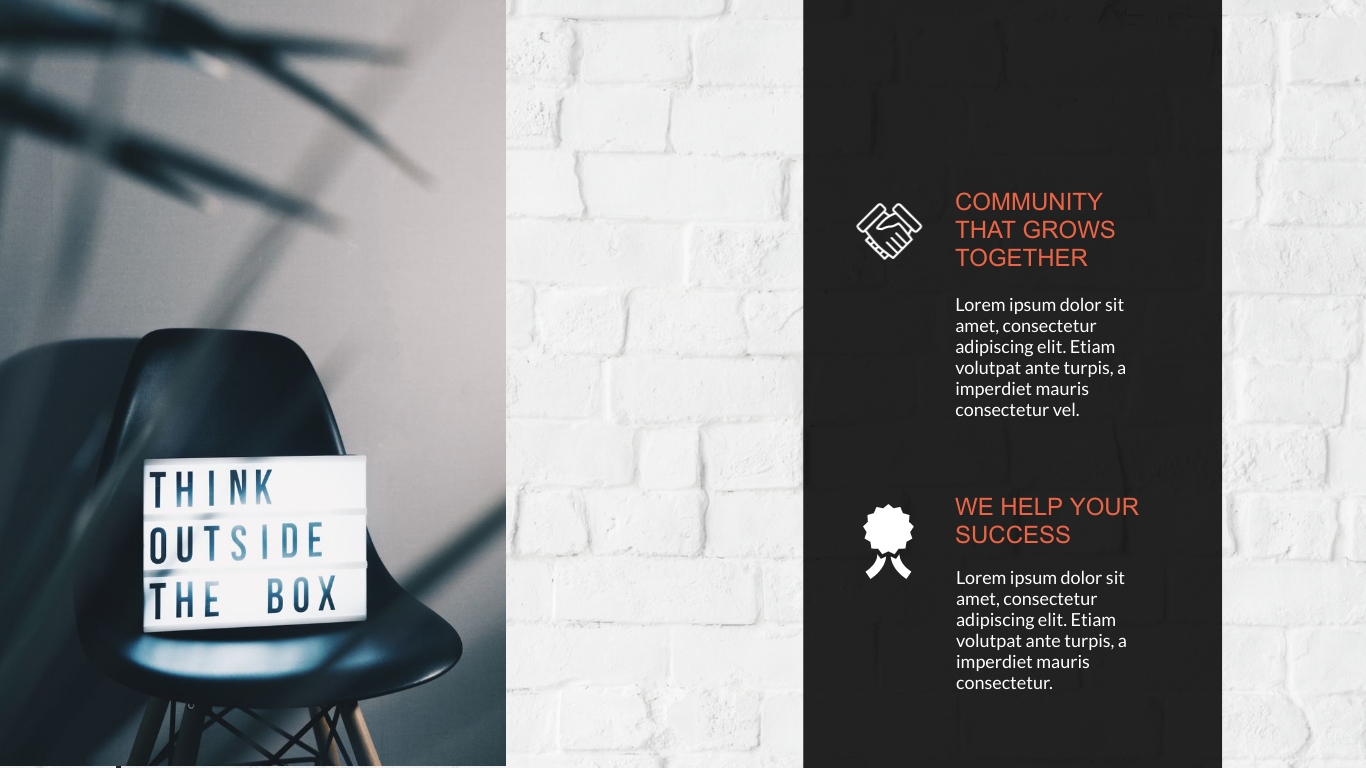 THINK
OUTSIDE
THE BOX
COMMUNITY
THAT GROWS
TOGETHER
Lorem ipsum dolor sit
amet, consectetur
adipiscing elit. Etiam
volutpat ante turpis, a
imperdiet mauris
consectetur vel.
WE HELP YOUR
SUCCESS
Lorem ipsum dolor sit
amet, consectetur
adipiscing elit. Etiam
volutpat ante turpis, a
imperdiet mauris
consectetur.